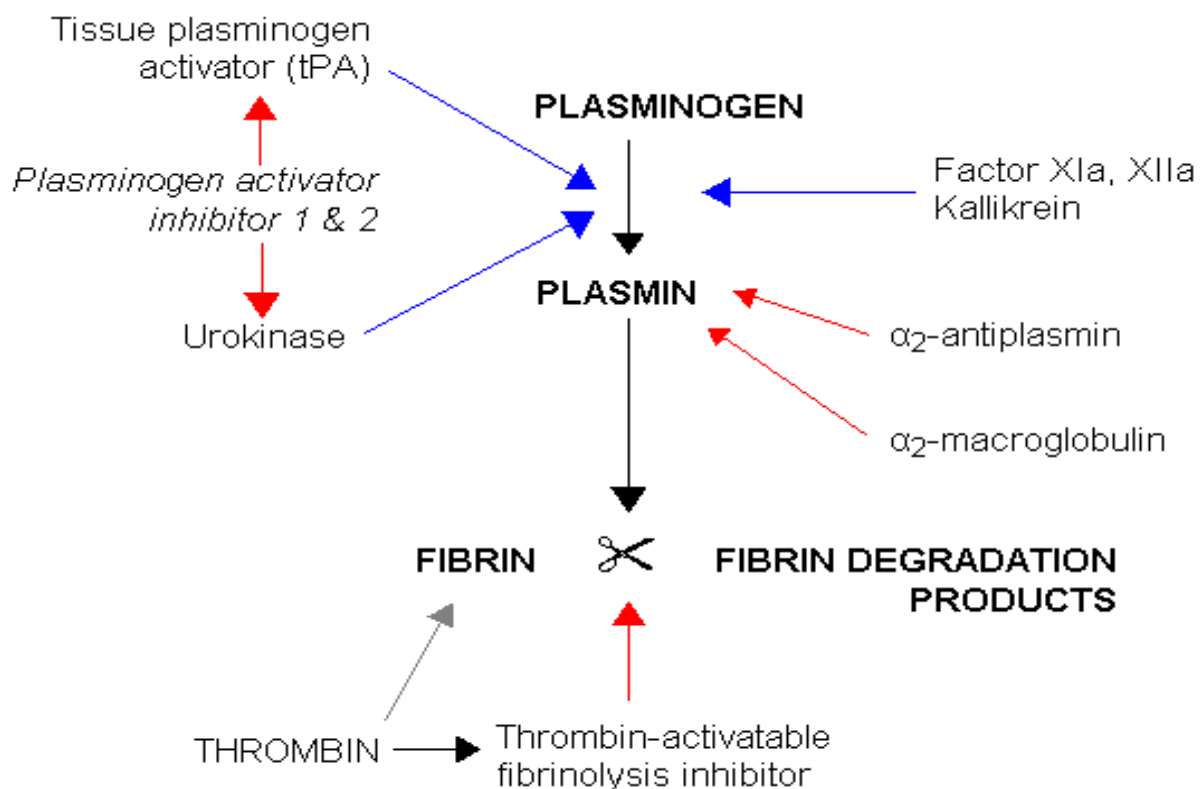 Tissue plasminogen
activator (tPA)
PLASMINOGEN
Plasminogen activator
inhibitor 1 & 2
Factor XIa, XIIa
Kallikrein
PLASMIN
Urokinase
α₂-antiplasmin
α₂-macroglobulin
FIBRIN
FIBRIN DEGRADATION
PRODUCTS
THROMBIN
Thrombin-activatable
fibrinolysis inhibitor